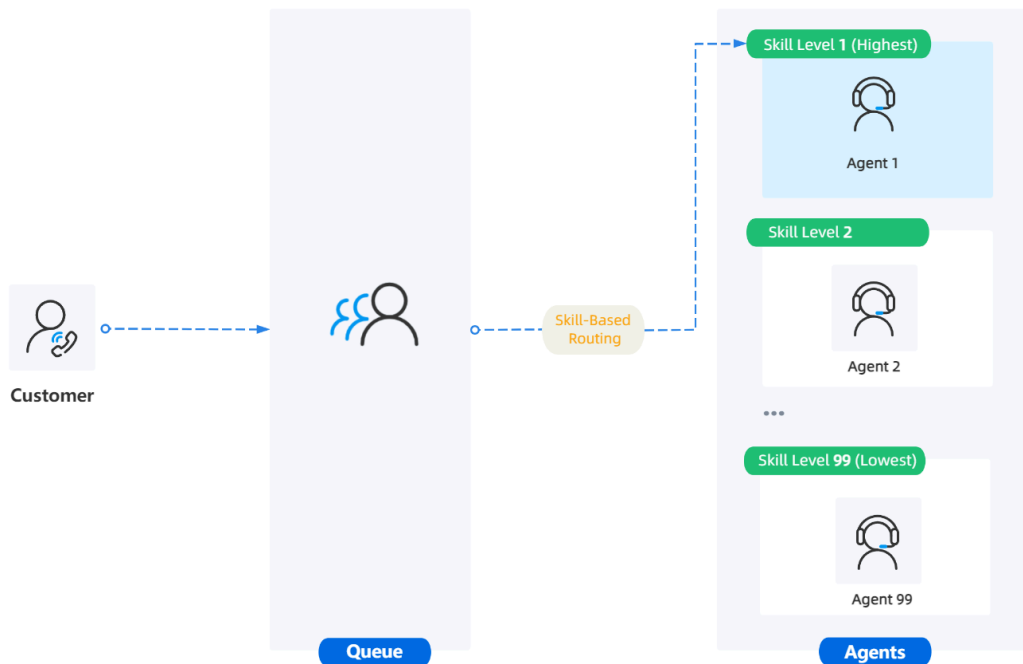 Skill Level 1 (Highest)
Agent 1
Skill Level 2
Agent 2
Skill-Based
Routing
Customer
Skill Level 99 (Lowest)
Agent 99
Queue
Agents